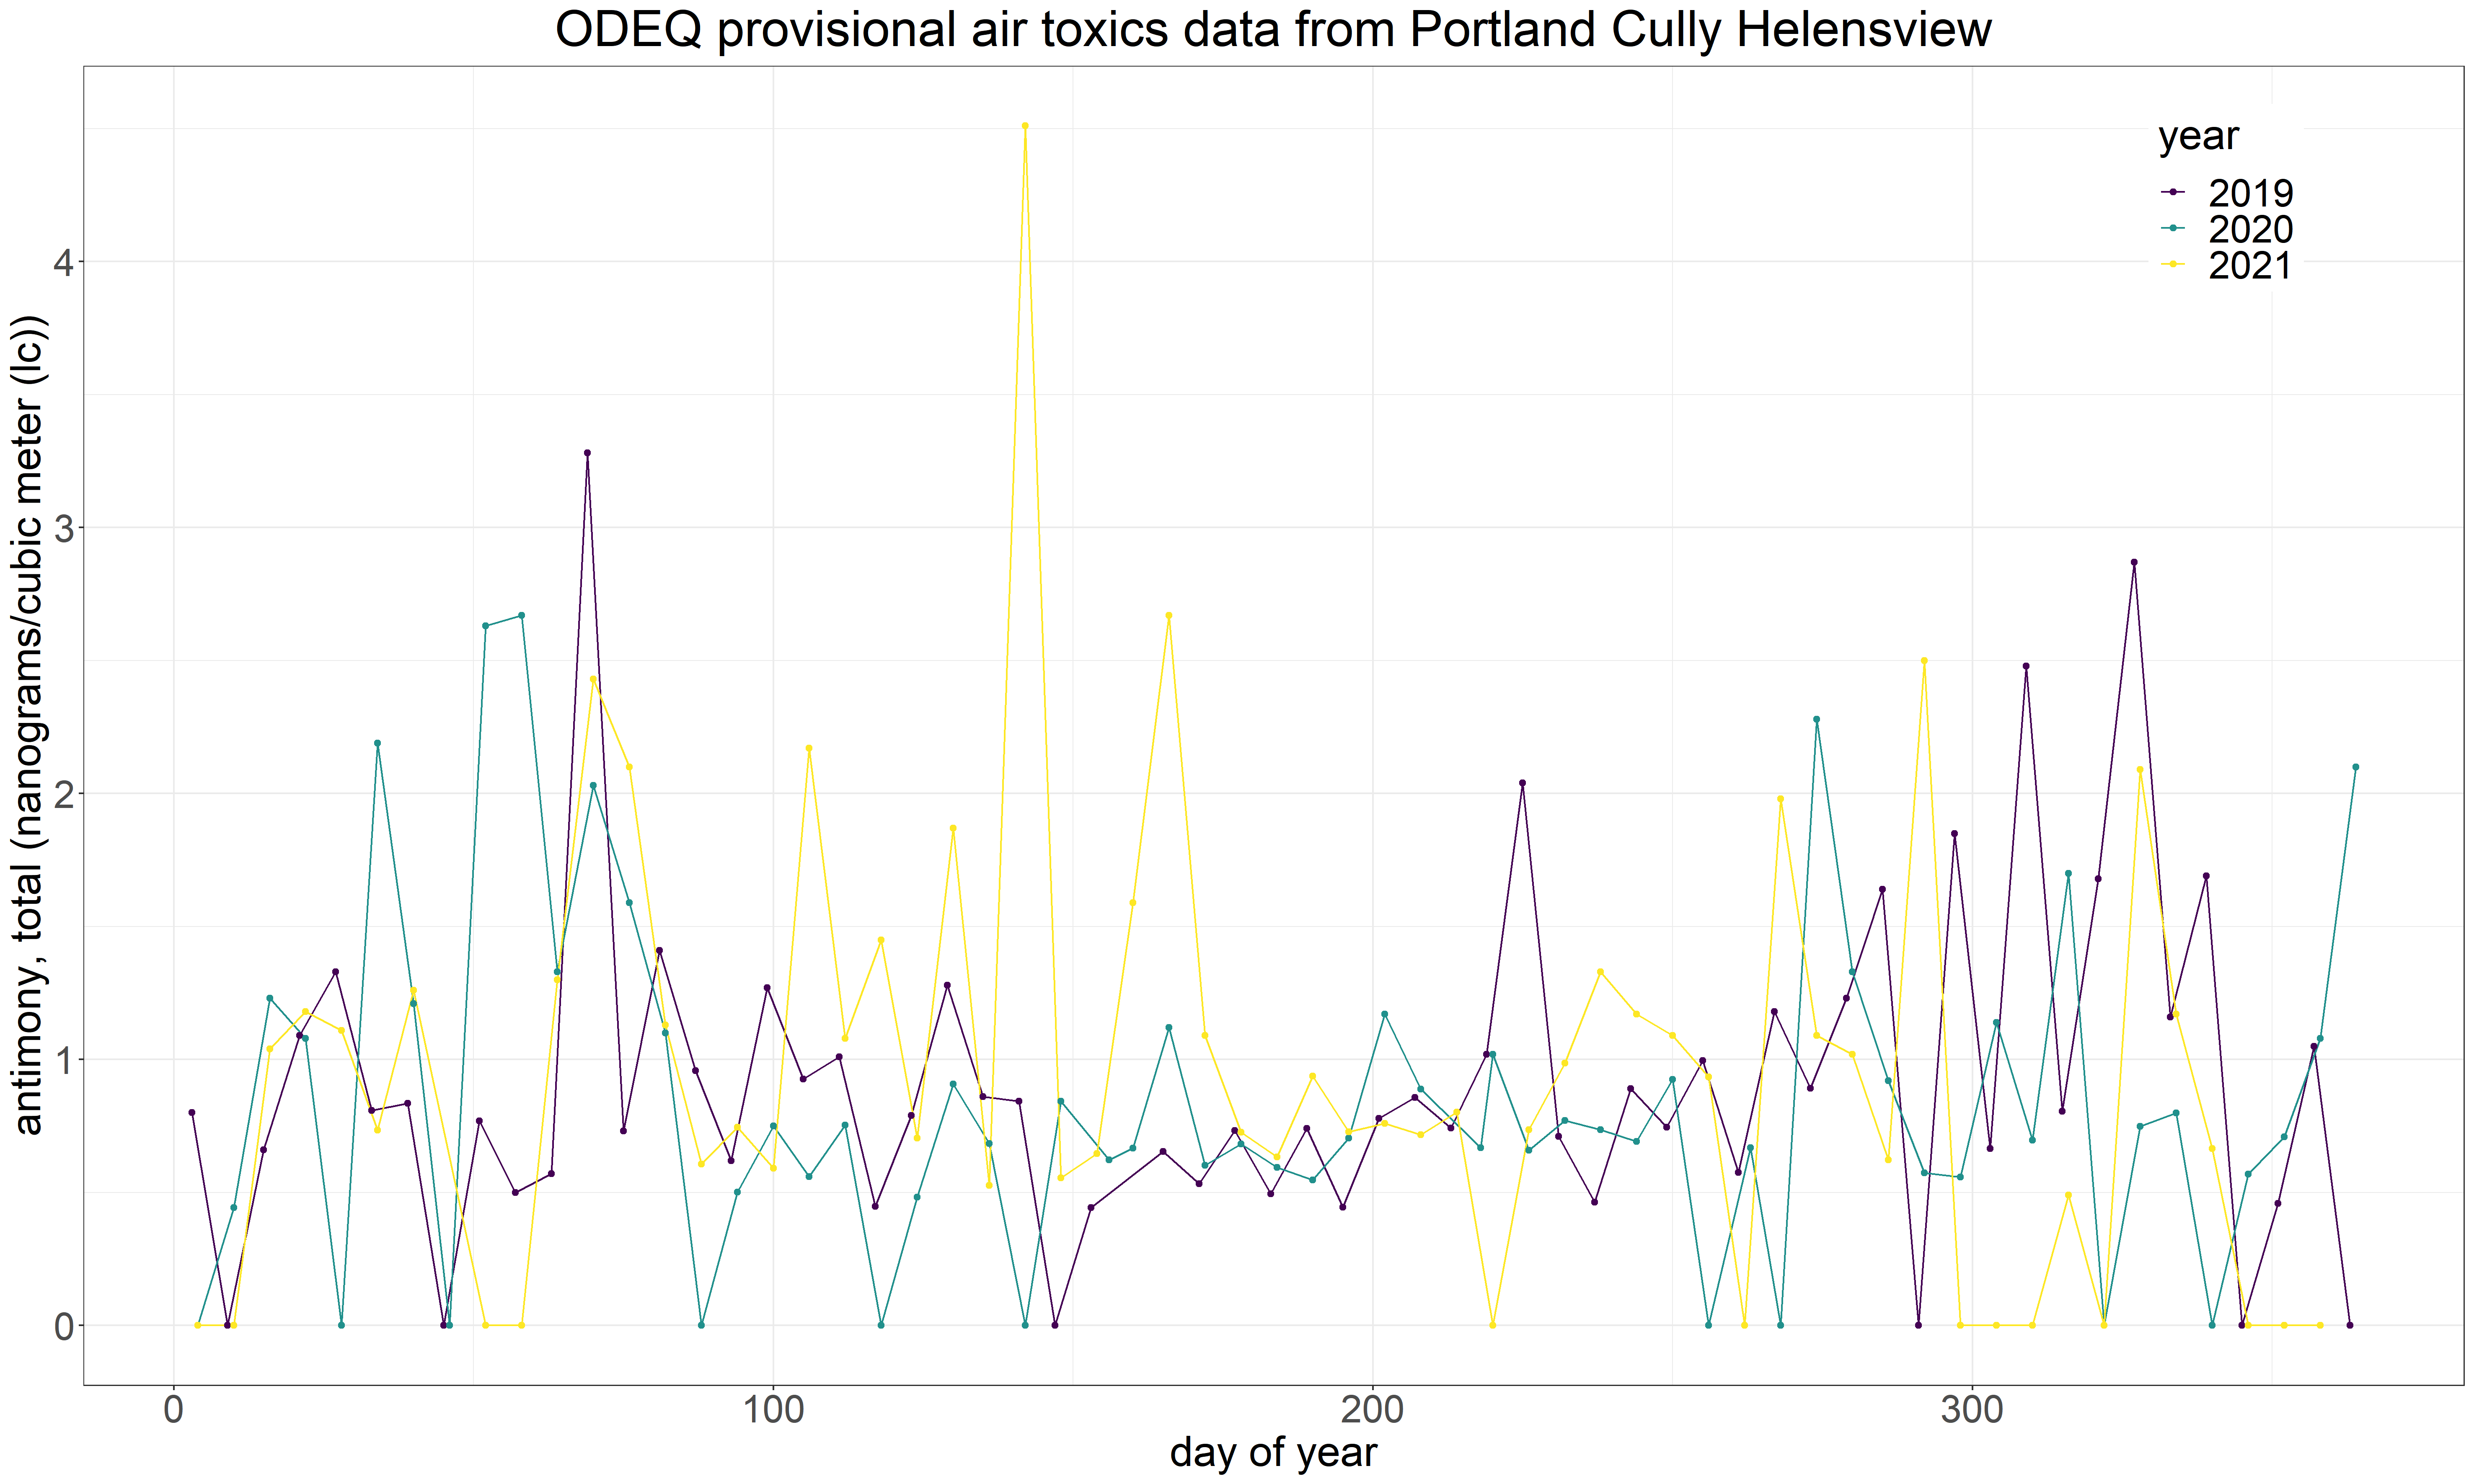 ODEQ provisional air toxics data from Portland Cully Helensview
antimony, total (nanograms/cubic meter (lc))
4
3
2
1
0
year
2019
2020
2021
0 100 200 300
day of year